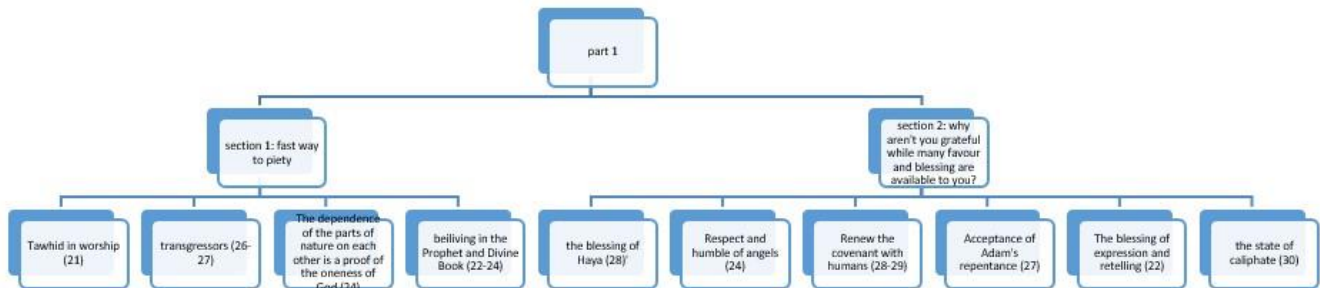 part 1
section 1: fast way
to piety
section 2: why
aren't you grateful
while many favour
and blessing are
available to you?
Tawhid in worship
(21)
transgressors (26-
27)
The dependence
of the parts of
nature on each
other is a proof of
the oneness of
God (24)
beiliving in the
Prophet and Divine
Book (22-24)
the blessing of
Haya (28)'
Respect and
humble of angels
(24)
Renew the
covenant with
humans (28-29)
Acceptance of
Adam's
repentance (27)
The blessing of
expression and
retelling (22)
the state of
caliphate (30)